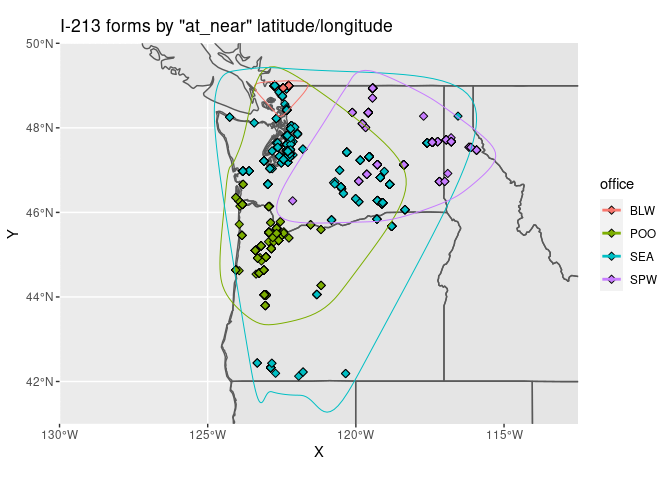 I-213 forms by "at_near" latitude/longitude
50°N
48°N
46°N
44°N
42°N
Y
130°W 125°W 120°W 115°W
X
office
BLW
POO
SEA
SPW